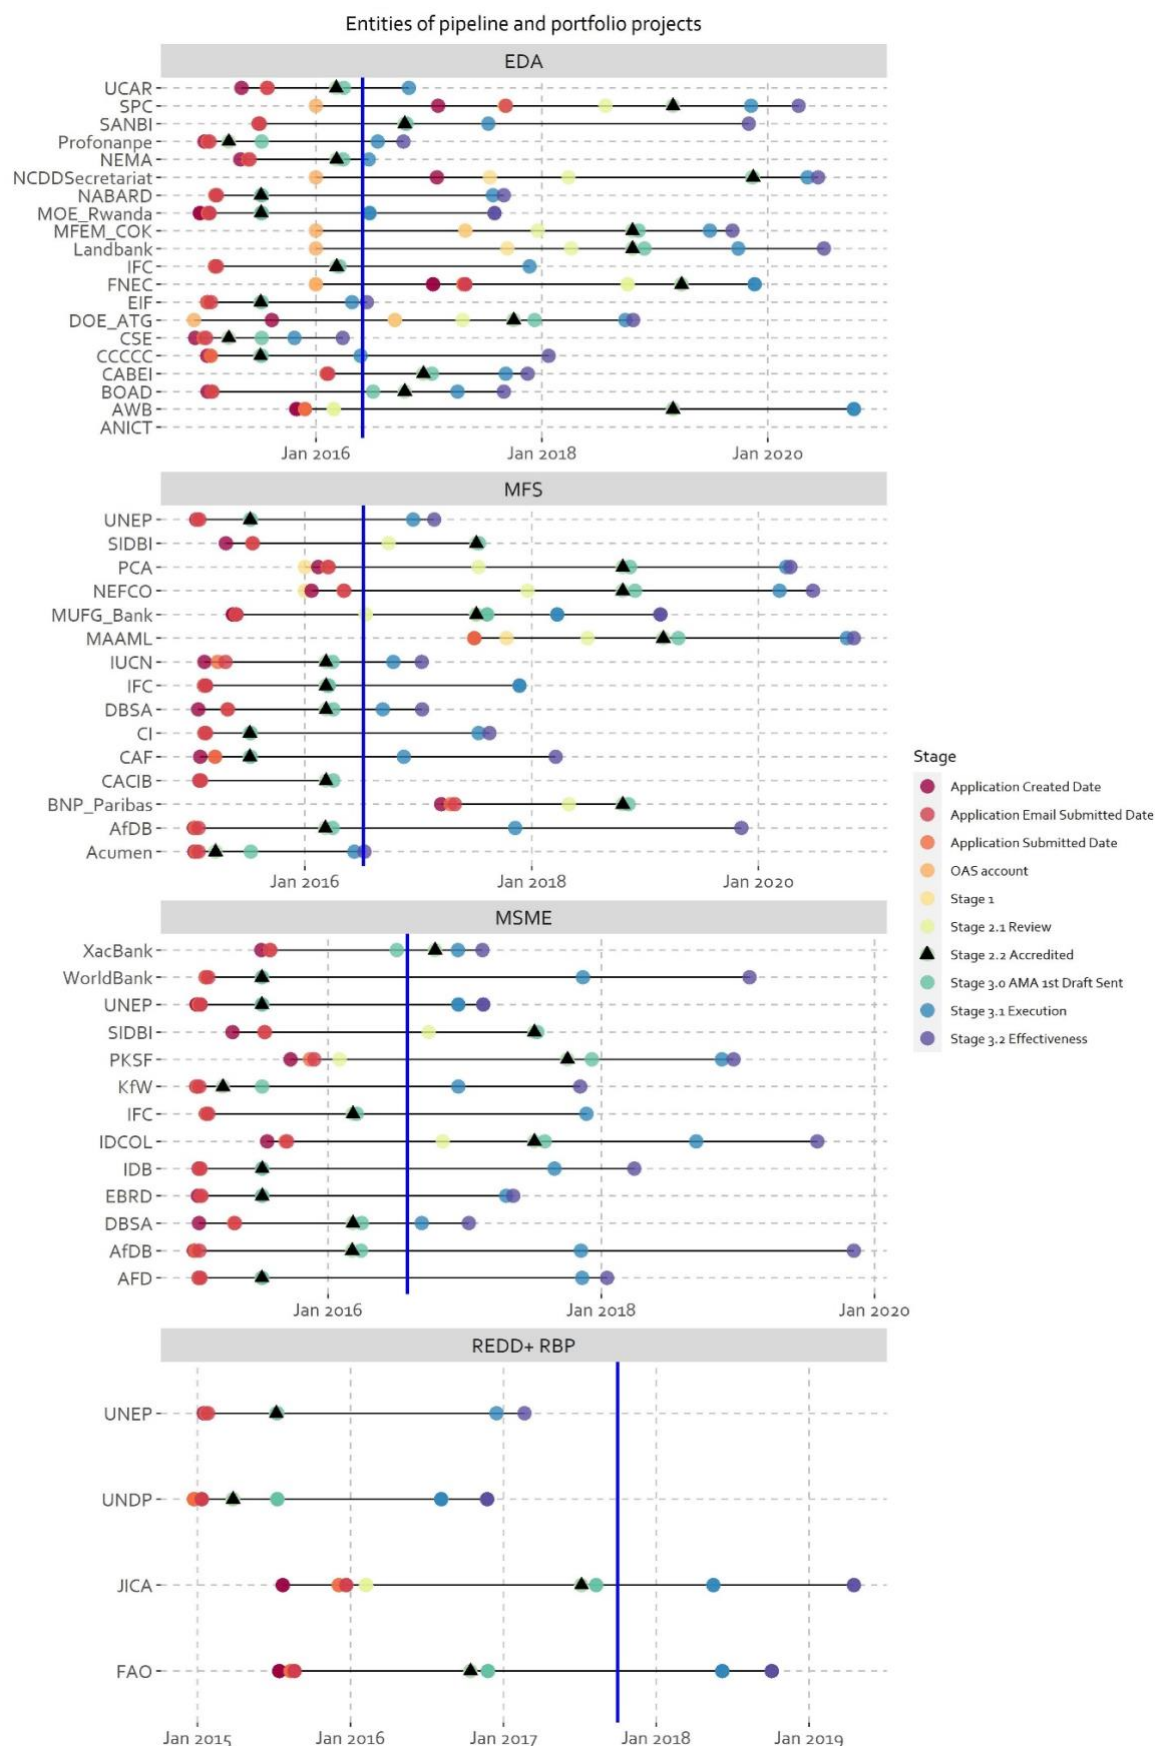 Entities of pipeline and portfolio projects
EDA
UCAR
SPC
SANBI
Profonanpe
NEMA
NCDDSecretariat
NABARD
MOE_Rwanda
MFEM_COK
Landbank
IFC
FNEC
EIF
DOE_ATG
CSE
CCCCC
CABEI
BOAD
AWB
ANICT
Jan 2016 Jan 2018 Jan 2020
MFS
UNEP
SIDBI
PCA
NEFCO
MUFG_Bank
MAAML
IUCN
IFC
DBSA
CI
CAF
CACIB
BNP_Paribas
AfDB
Acumen
Jan 2016 Jan 2018 Jan 2020
MSME
XacBank
WorldBank
UNEP
SIDBI
PKSF
KfW
IFC
IDCOL
IDB
EBRD
DBSA
AfDB
AFD
Jan 2016 Jan 2018 Jan 2020
REDD+ RBP
UNEP
UNDP
JICA
FAO
Jan 2015 Jan 2016 Jan 2017 Jan 2018 Jan 2019
Stage
Application Created Date
Application Email Submitted Date
Application Submitted Date
OAS account
Stage 1
Stage 2.1 Review
Stage 2.2 Accredited
Stage 3.0 AMA 1st Draft Sent
Stage 3.1 Execution
Stage 3.2 Effectiveness